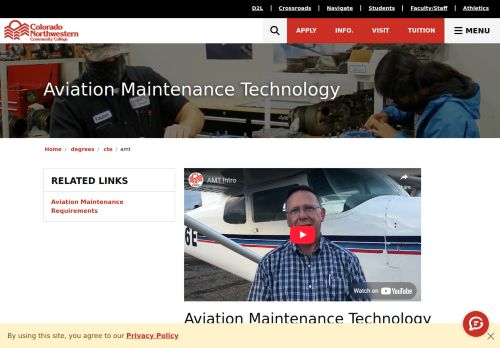 D2L | Crossroads | Navigate | Students | Faculty/Staff | Athletics
Colorado
Northwestern
Community College
APPLY INFO. VISIT TUITION MENU
Aviation Maintenance Technology
Home / degrees / cte / amt
RELATED LINKS
Aviation Maintenance
Requirements
AMT Intro
Share
6E
Watch on YouTube
Aviation Maintenance Technology
By using this site, you agree to our Privacy Policy
×